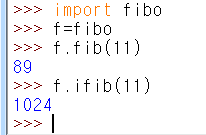 >>> import fibo
>>> f=fibo
>>> f.fib(11)
89
>>> f.ifib(11)
1024
>>>